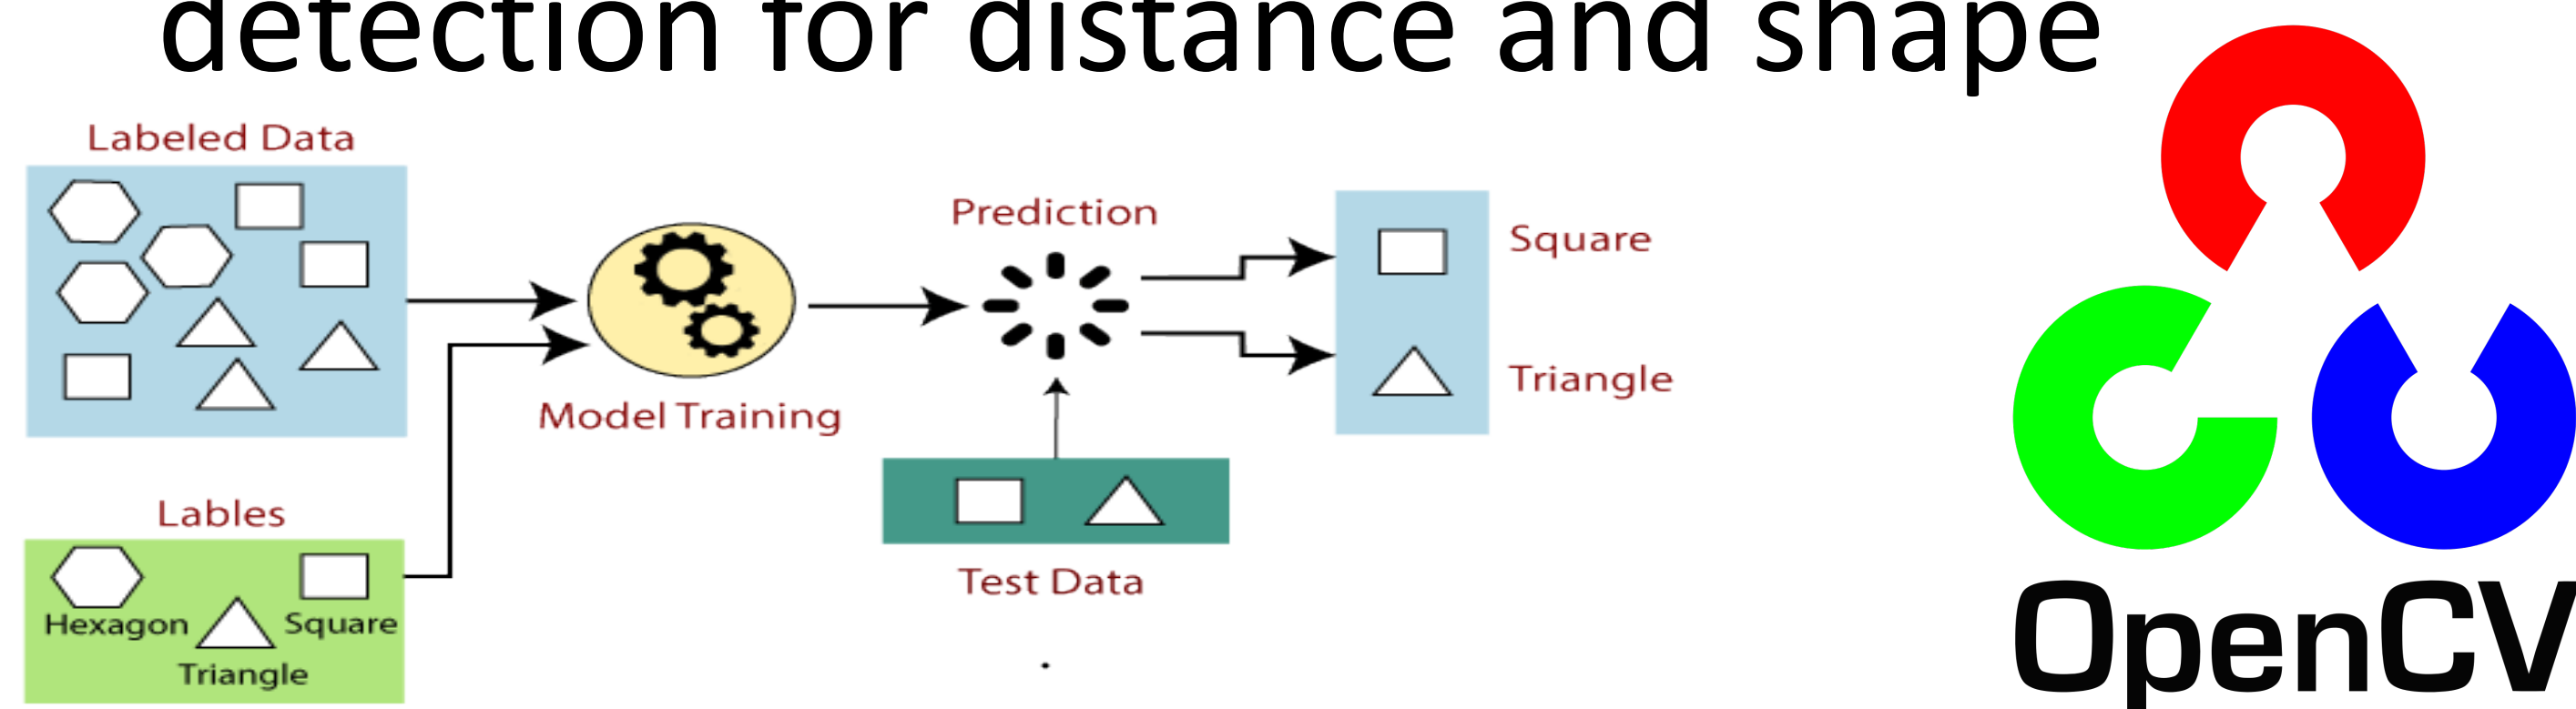 detection for distance and shape
Labeled Data
Prediction
Square
Triangle
Model Training
Lables
Hexagon
Square
Triangle
Test Data
.
OpenCV